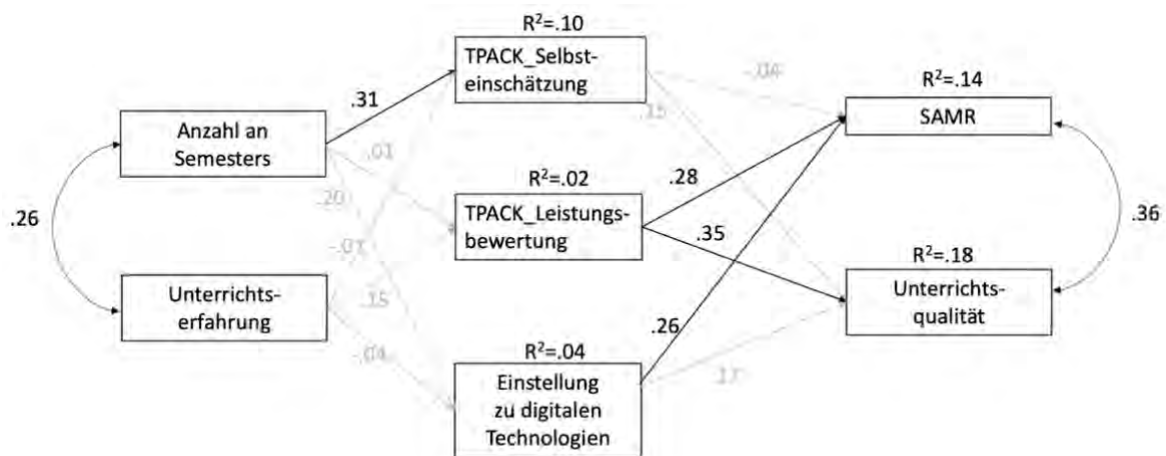 R²=.10
TPACK_Selbst-
einschätzung
-.04
R²=.14
SAMR
.31
.15
Anzahl an
Semesters
.01
R²=.02
.28
.20
TPACK_Leistungs-
bewertung
.26
.36
.35
-.07
R²=.18
Unterrichts-
qualität
Unterrichts-
erfahrung
.15
.26
-.04
R²=.04
.17
Einstellung
zu digitalen
Technologien